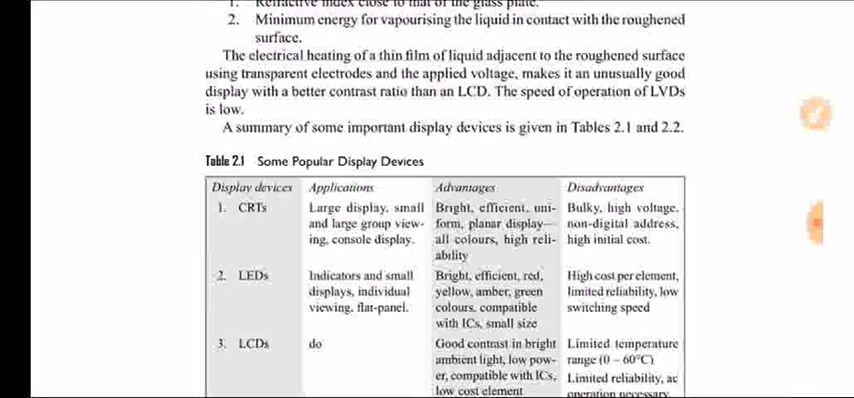 1. Refractive index close to that of the glass plate.
2. Minimum energy for vapourising the liquid in contact with the roughened
surface.
The electrical heating of a thin film of liquid adjacent to the roughened surface
using transparent electrodes and the applied voltage, makes it an unusually good
display with a better contrast ratio than an LCD. The speed of operation of LVDs
is low.
A summary of some important display devices is given in Tables 2.1 and 2.2.
Table 2.1 Some Popular Display Devices
Display devices Applications Advantages Disadvantages
1. CRTs Large display, small Bright, efficient, uni- Bulky, high voltage,
and large group view- form, planar display— non-digital address,
ing, console display. all colours, high reli- high initial cost.
ability
2. LEDs Indicators and small Bright, efficient, red, High cost per element,
displays, individual yellow, amber, green limited reliability, low
viewing, flat-panel. colours, compatible switching speed
with ICs, small size
3. LCDs do Good contrast in bright Limited temperature
ambient light, low pow- range (0 – 60°C)
er, compatible with ICs, Limited reliability, ac
low cost element operation necessary